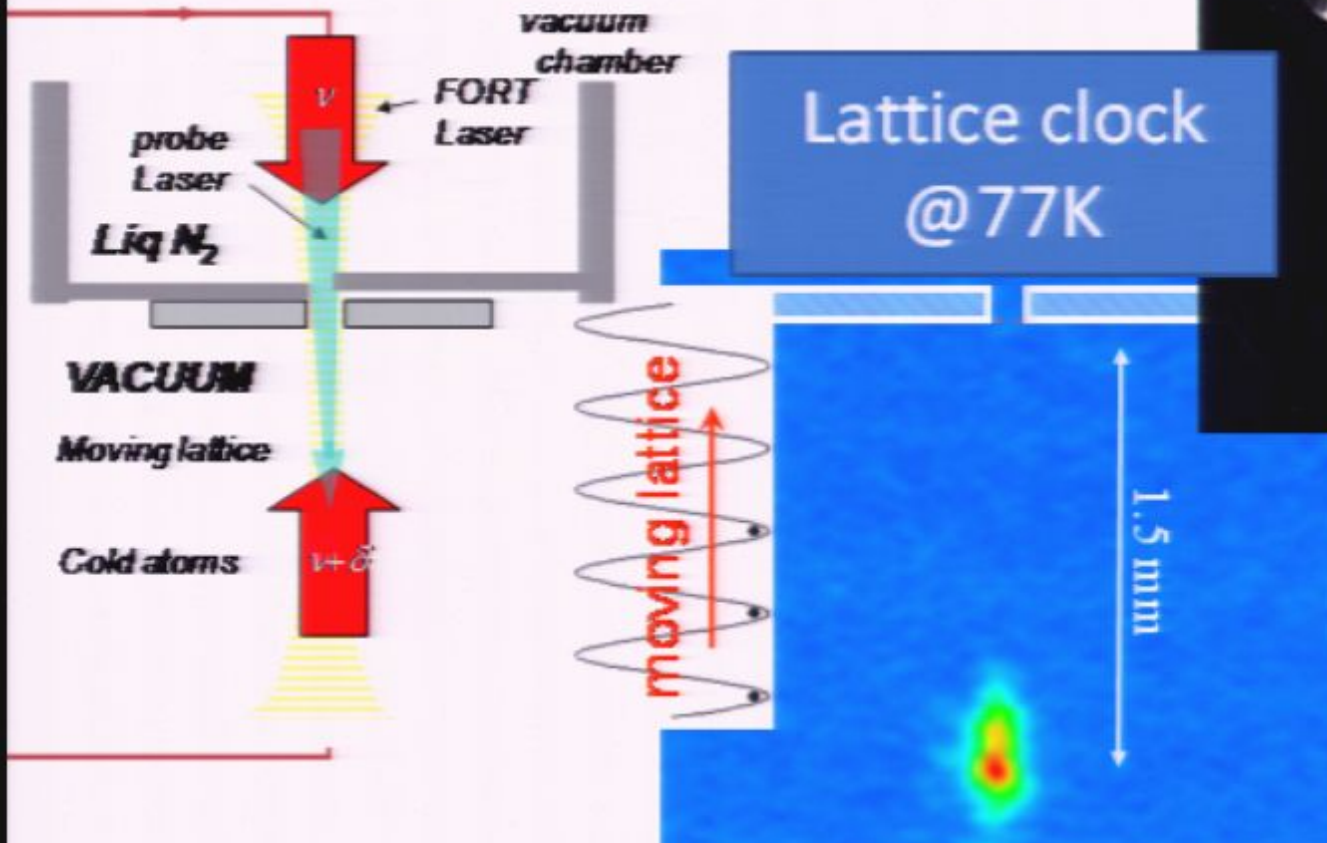 vacuum
chamber
ν
FORT
Laser
probe
Laser
Liq N₂
VACUUM
Moving lattice
Cold atoms
ν+ δ
moving lattice
Lattice clock
@77K
1.5 mm